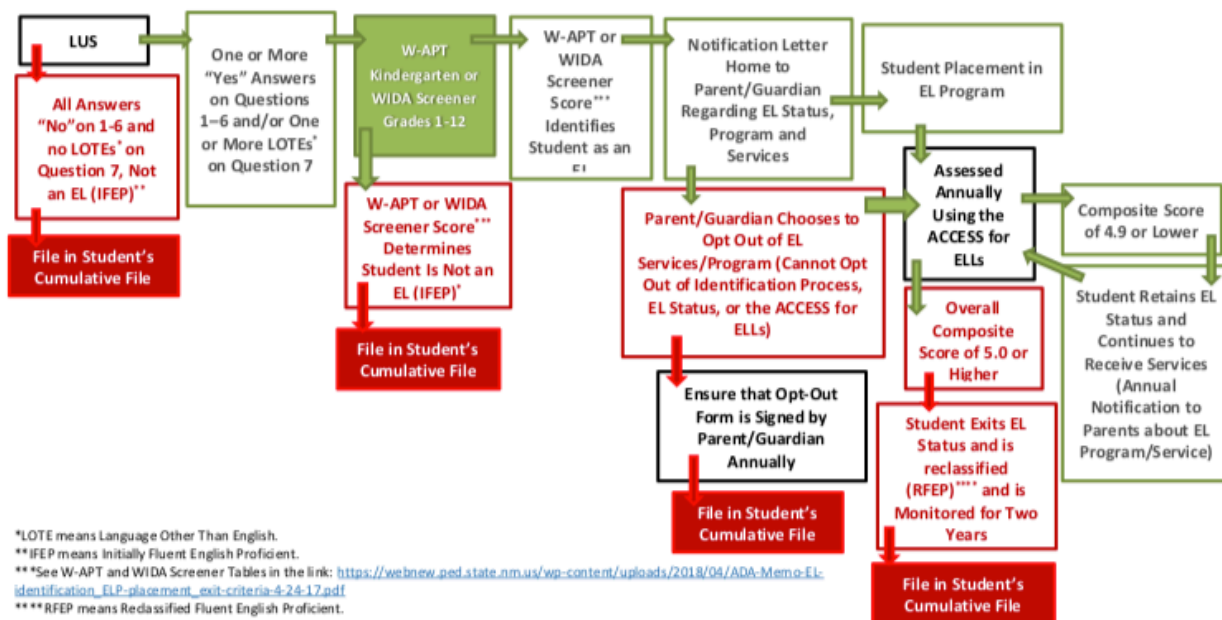 LUS
All Answers
“No”on 1-6 and
no LOTEs* on
Question 7, Not
an EL (IFEP)**
File in Student’s
Cumulative File
One or More
“Yes” Answers
on Questions
1–6 and/or One
or More LOTEs*
on Question 7
W-APT
Kindergarten or
WIDA Screener
Grades 1-12
W-APT or WIDA
Screener Score***
Determines
Student Is Not an
EL (IFEP)*
File in Student’s
Cumulative File
W-APT or
WIDA
Screener
Score***
Identifies
Student as an
Notification Letter
Home to
Parent/Guardian
Regarding EL Status,
Program and
Services
Parent/Guardian Chooses to
Opt Out of EL
Services/Program (Cannot Opt
Out of Identification Process,
EL Status, or the ACCESS for
ELLs)
Ensure that Opt-Out
Form is Signed by
Parent/Guardian
Annually
File in Student’s
Cumulative File
Student Placement in
EL Program
Assessed
Annually
Using the
ACCESS for
ELLs
Overall
Composite
Score of 5.0 or
Higher
Student Exits EL
Status and is
reclassified
(RFEP)**** and is
Monitored for Two
Years
File in Student’s
Cumulative File
Composite Score
of 4.9 or Lower
Student Retains EL
Status and
Continues to
Receive Services
(Annual
Notification to
Parents about EL
Program/Service)
*LOTE means Language Other Than English.
**IFEP means Initially Fluent English Proficient.
***See W-APT and WIDA Screener Tables in the link: https://webnew.ped.state.nm.us/wp-content/uploads/2018/04/ADA-Memo-EL-
identification_ELP-placement_exit-criteria-4-24-17.pdf
****RFEP means Reclassified Fluent English Proficient.